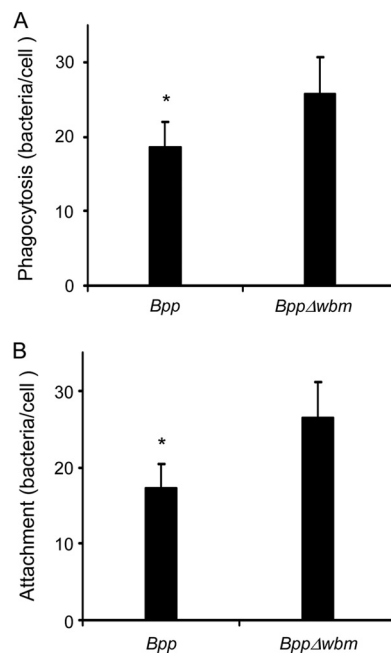 A
Phagocytosis (bacteria/cell )
30
20
10
0
*
Bpp
BppΔwbm
B
Attachment (bacteria/cell )
30
20
10
0
*
Bpp
BppΔwbm